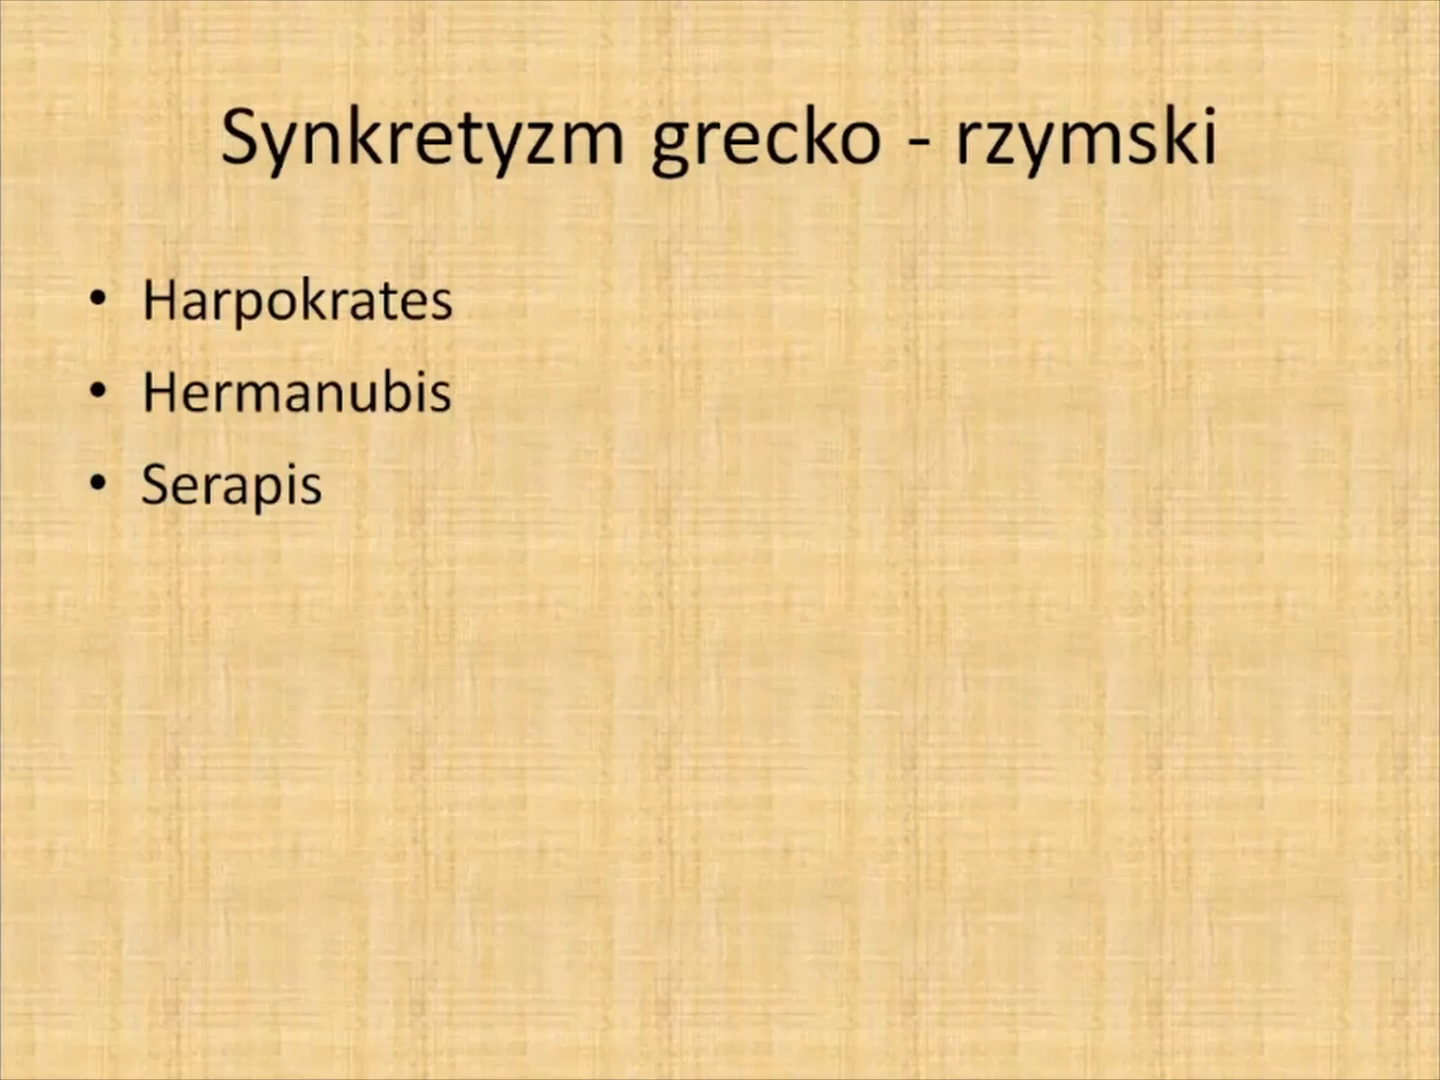 Synkretyzm grecko - rzymski
• Harpokrates
• Hermanubis
• Serapis